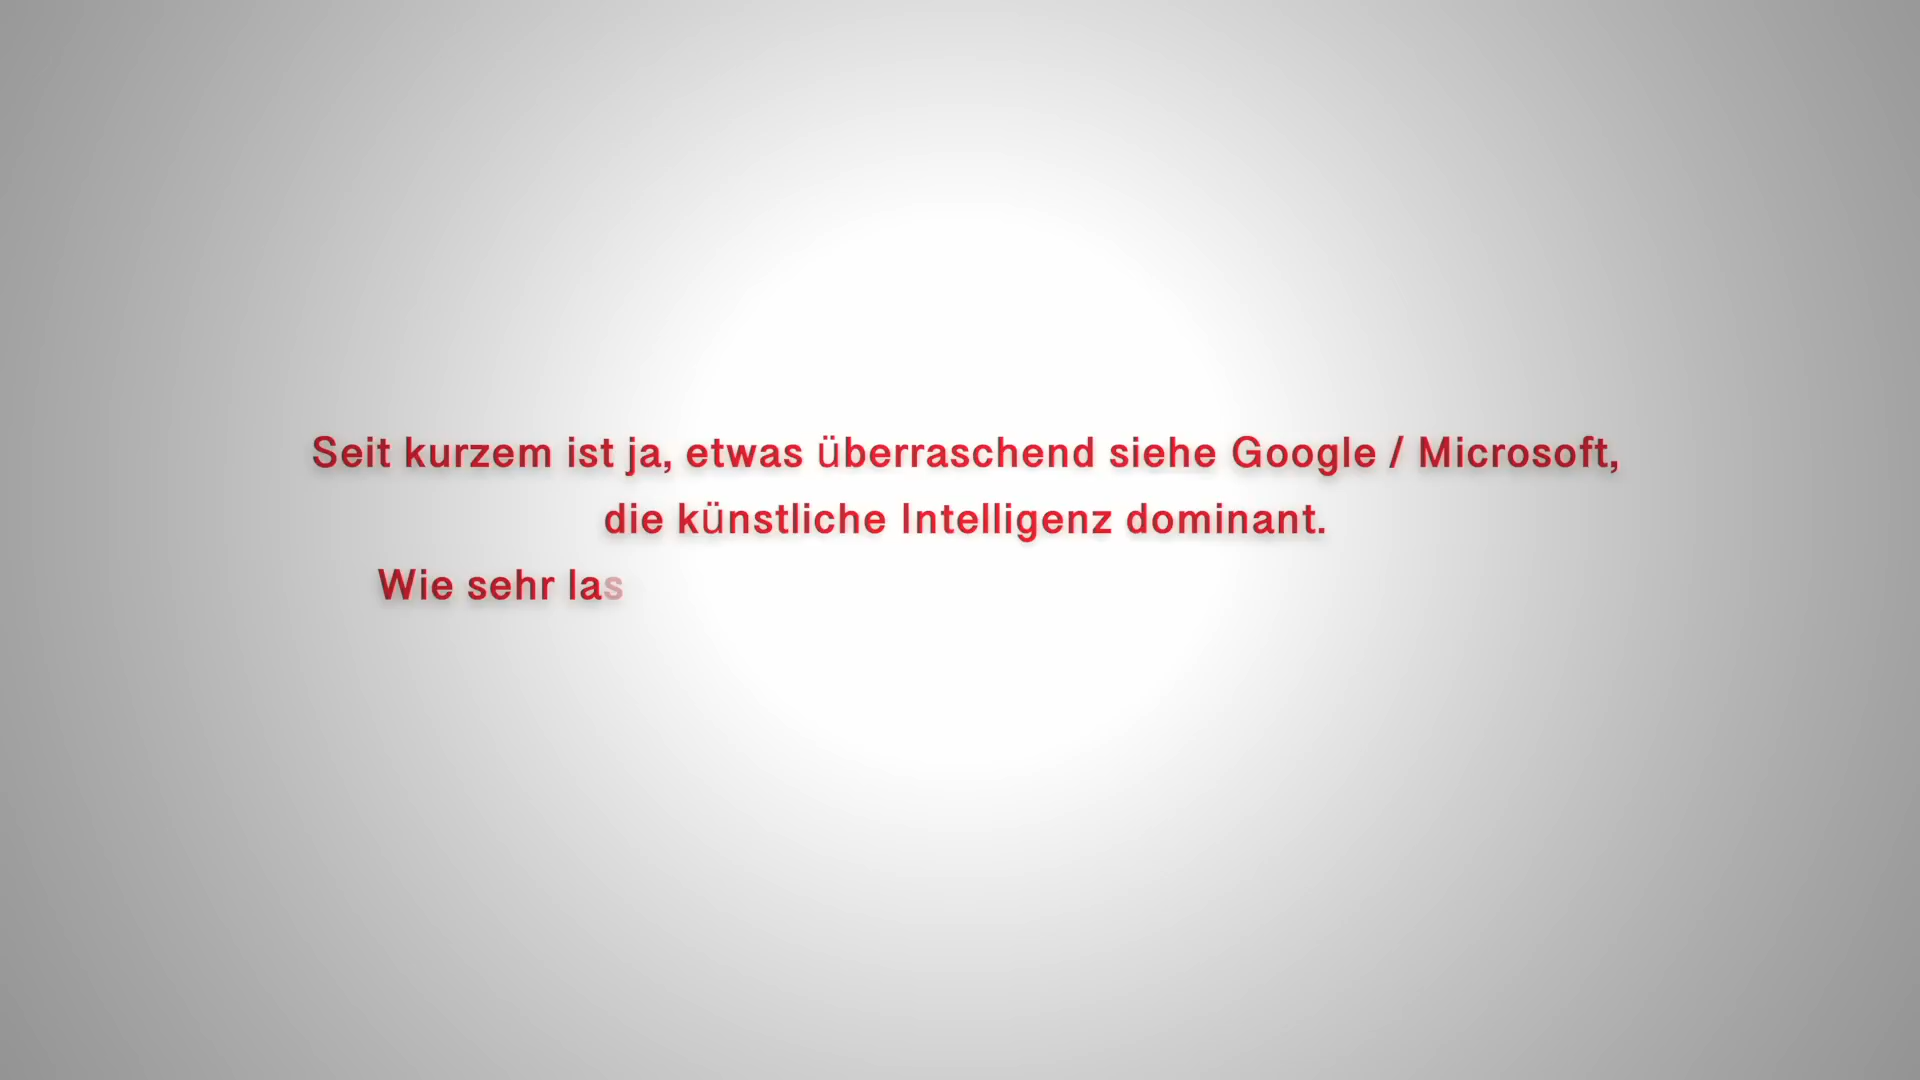 Seit kurzem ist ja, etwas überraschend siehe Google / Microsoft,
die künstliche Intelligenz dominant.
Wie sehr las